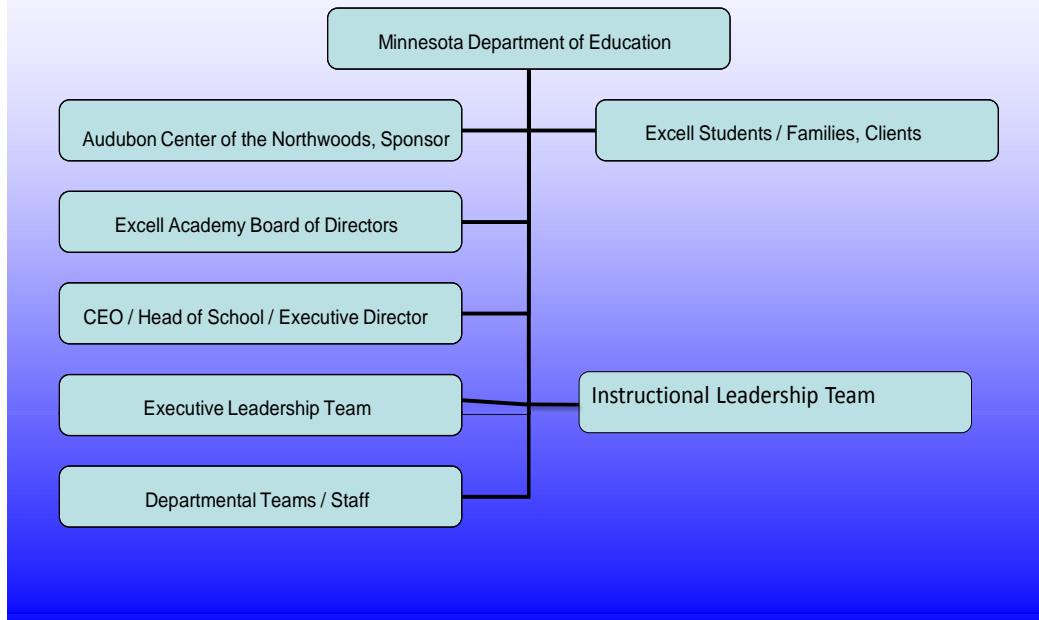 Minnesota Department of Education
Audubon Center of the Northwoods, Sponsor
Excell Students / Families, Clients
Excell Academy Board of Directors
CEO / Head of School / Executive Director
Executive Leadership Team
Instructional Leadership Team
Departmental Teams / Staff